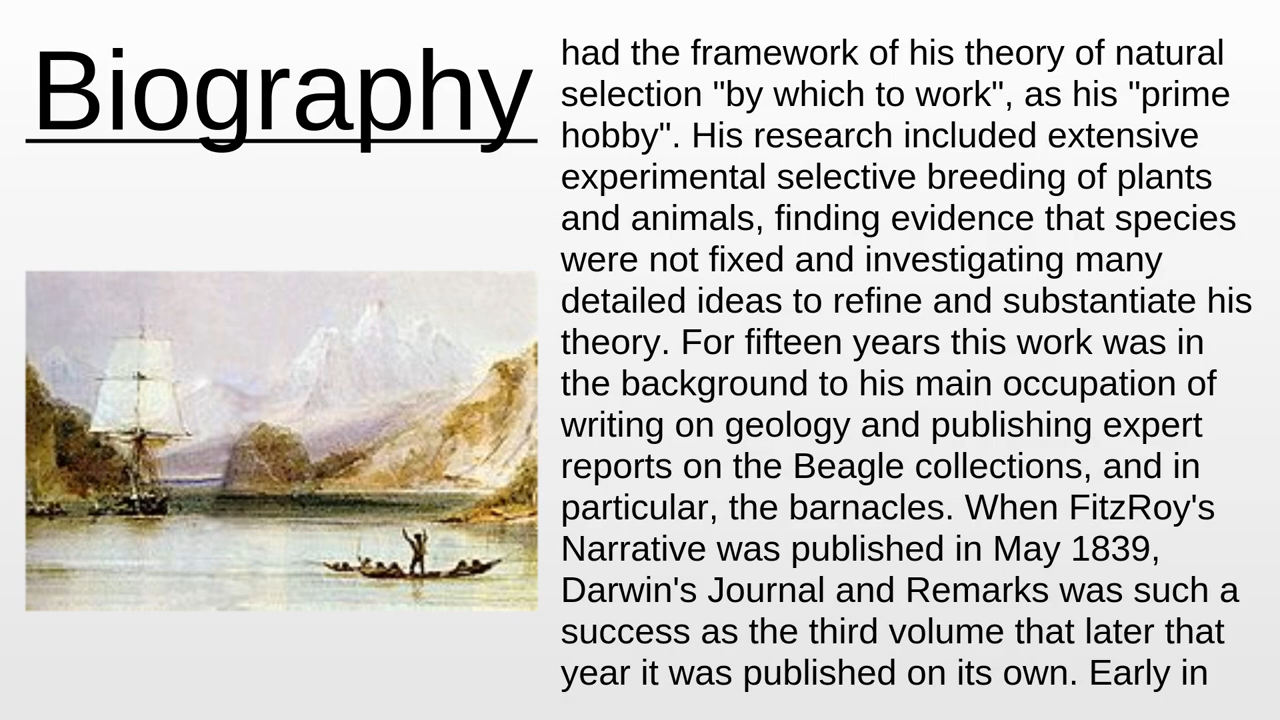 Biography
had the framework of his theory of natural
selection "by which to work", as his "prime
hobby". His research included extensive
experimental selective breeding of plants
and animals, finding evidence that species
were not fixed and investigating many
detailed ideas to refine and substantiate his
theory. For fifteen years this work was in
the background to his main occupation of
writing on geology and publishing expert
reports on the Beagle collections, and in
particular, the barnacles. When FitzRoy's
Narrative was published in May 1839,
Darwin's Journal and Remarks was such a
success as the third volume that later that
year it was published on its own. Early in